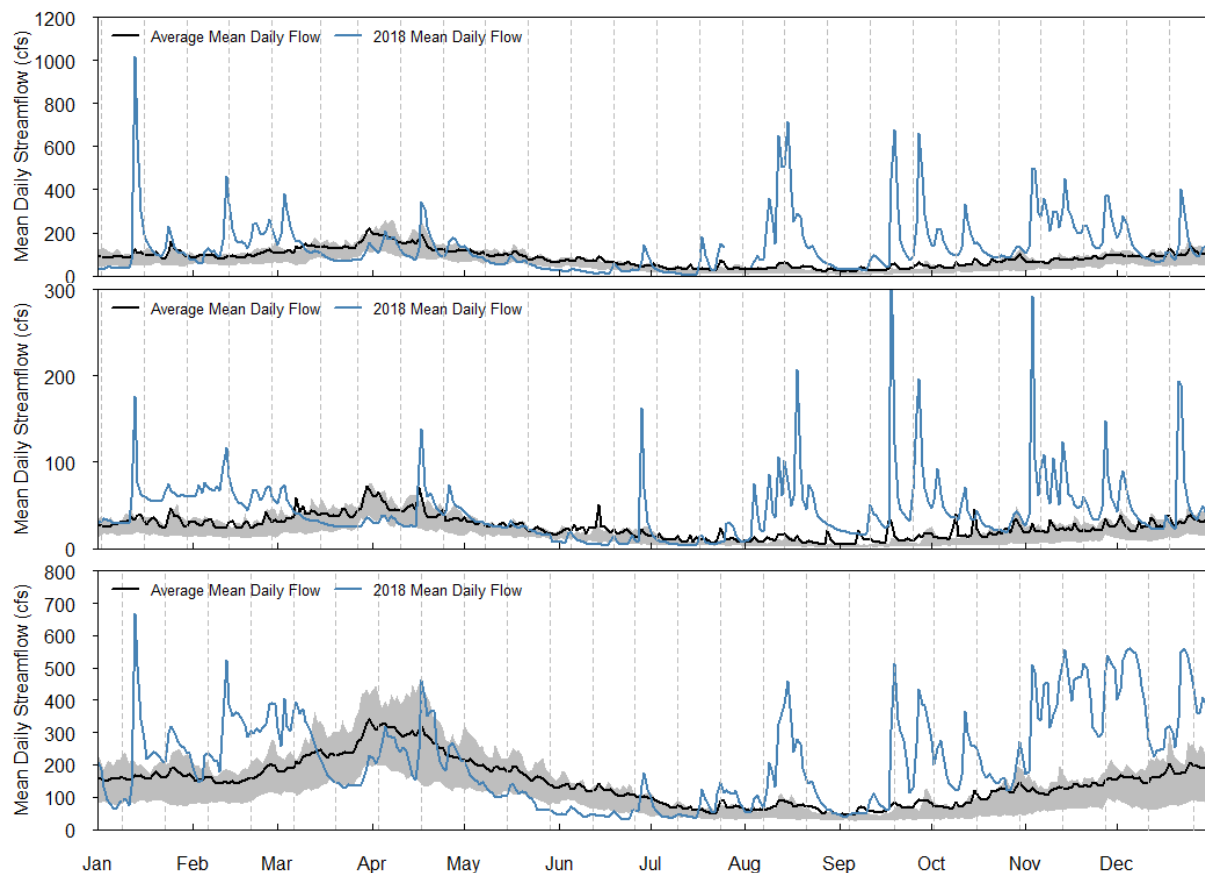 1200
1000
800
600
400
200
0
Mean Daily Streamflow (cfs)
Average Mean Daily Flow 2018 Mean Daily Flow
300
200
100
0
Mean Daily Streamflow (cfs)
Average Mean Daily Flow 2018 Mean Daily Flow
800
700
600
500
400
300
200
100
0
Mean Daily Streamflow (cfs)
Average Mean Daily Flow 2018 Mean Daily Flow
Jan Feb Mar Apr May Jun Jul Aug Sep Oct Nov Dec